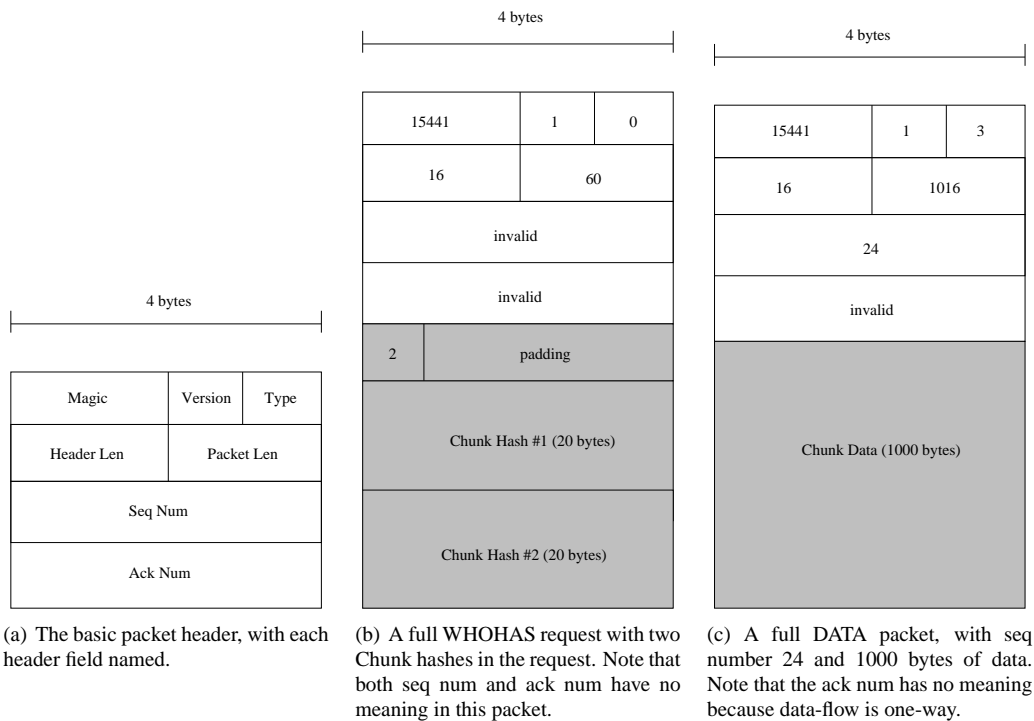 4 bytes
Magic
Version
Type
Header Len
Packet Len
Seq Num
Ack Num
(a) The basic packet header, with each
header field named.
4 bytes
15441
1
0
16
60
invalid
invalid
2
padding
Chunk Hash #1 (20 bytes)
Chunk Hash #2 (20 bytes)
(b) A full WHOHAS request with two
Chunk hashes in the request. Note that
both seq num and ack num have no
meaning in this packet.
4 bytes
15441
1
3
16
1016
24
invalid
Chunk Data (1000 bytes)
(c) A full DATA packet, with seq
number 24 and 1000 bytes of data.
Note that the ack num has no meaning
because data-flow is one-way.